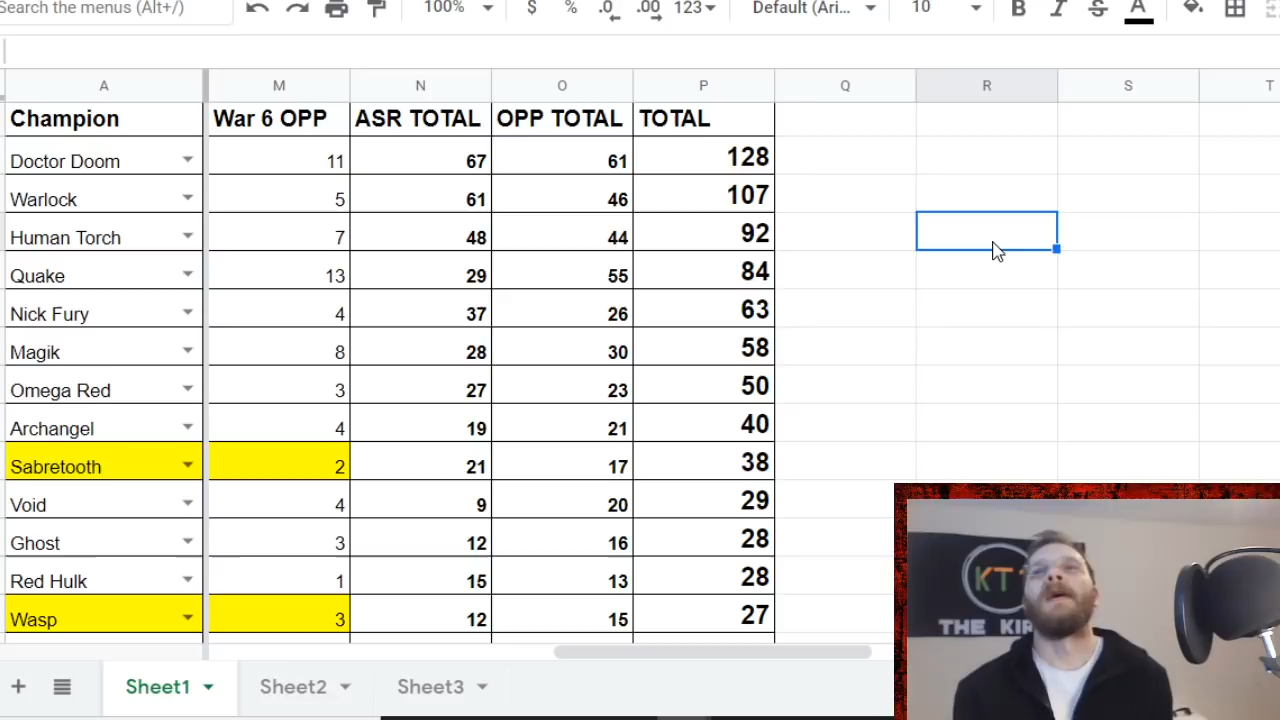 Search the menus (Alt+/)
100% $ % .0 .00 123 Default (Ari... 10 B I S A
A M N O P Q R S T
Champion War 6 OPP ASR TOTAL OPP TOTAL TOTAL
Doctor Doom 11 67 61 128
Warlock 5 61 46 107
Human Torch 7 48 44 92
Quake 13 29 55 84
Nick Fury 4 37 26 63
Magik 8 28 30 58
Omega Red 3 27 23 50
Archangel 4 19 21 40
Sabretooth 2 21 17 38
Void 4 9 20 29
Ghost 3 12 16 28
Red Hulk 1 15 13 28
Wasp 3 12 15 27
KT
THE KIR
+ Sheet1 Sheet2 Sheet3